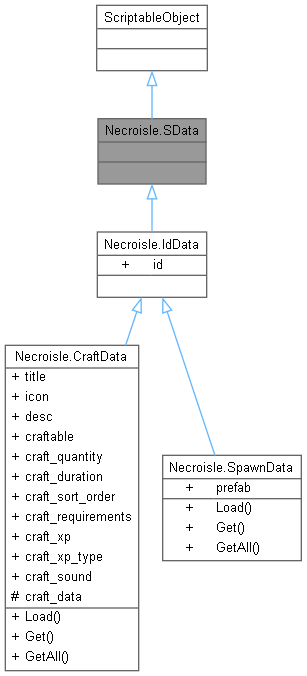 ScriptableObject
Necroisle.SData
Necroisle.IdData
+ id
Necroisle.CraftData
+ title
+ icon
+ desc
+ craftable
+ craft_quantity
+ craft_duration
+ craft_sort_order
+ craft_requirements
+ craft_xp
+ craft_xp_type
+ craft_sound
# craft_data
+ Load()
+ Get()
+ GetAll()
Necroisle.SpawnData
+ prefab
+ Load()
+ Get()
+ GetAll()